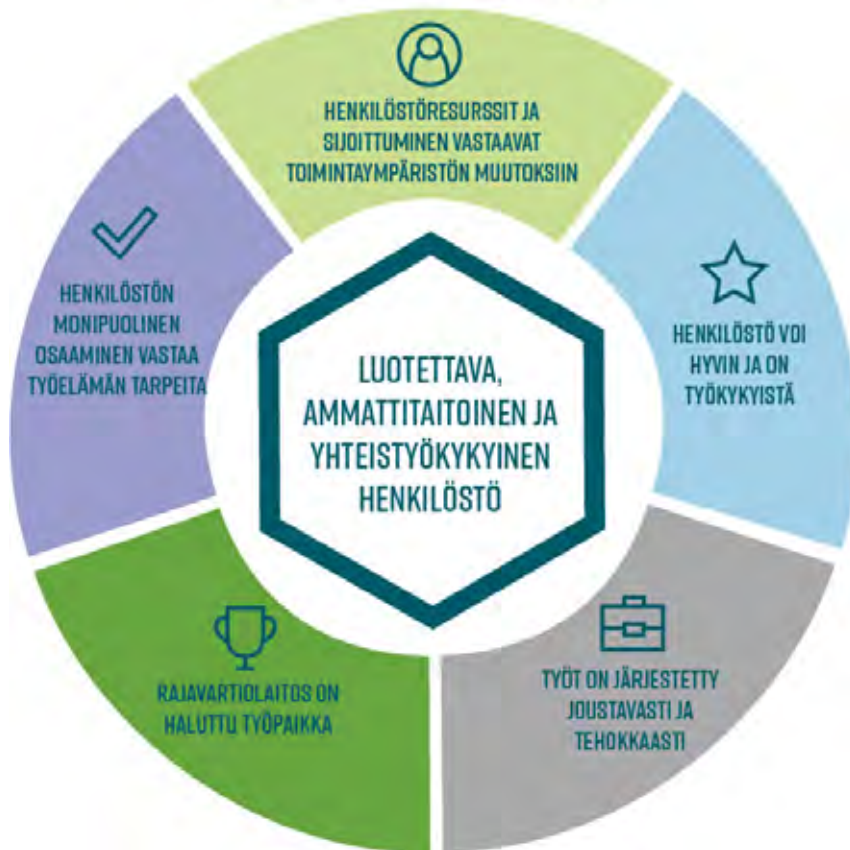 HENKILÖSTÖRESURSSIT JA
SIJOITTUMINEN VASTAAVAT
TOIMINTAYMPÄRISTÖN MUUTOKSIIN
HENKILÖSTÖ VOI
HYVIN JA ON
TYÖKYKYISTÄ
TYÖT ON JÄRJESTETTY
JOUSTAVASTI JA
TEHOKKAASTI
RAJAVARTIOLAITOS ON
HALUTTU TYÖPAIKKA
HENKILÖSTÖN
MONIPUOLINEN
OSAAMINEN VASTAA
TYÖELÄMÄN TARPEITA
LUOTETTAVA,
AMMATTITAITOINEN JA
YHTEISTYÖKYKYINEN
HENKILÖSTÖ